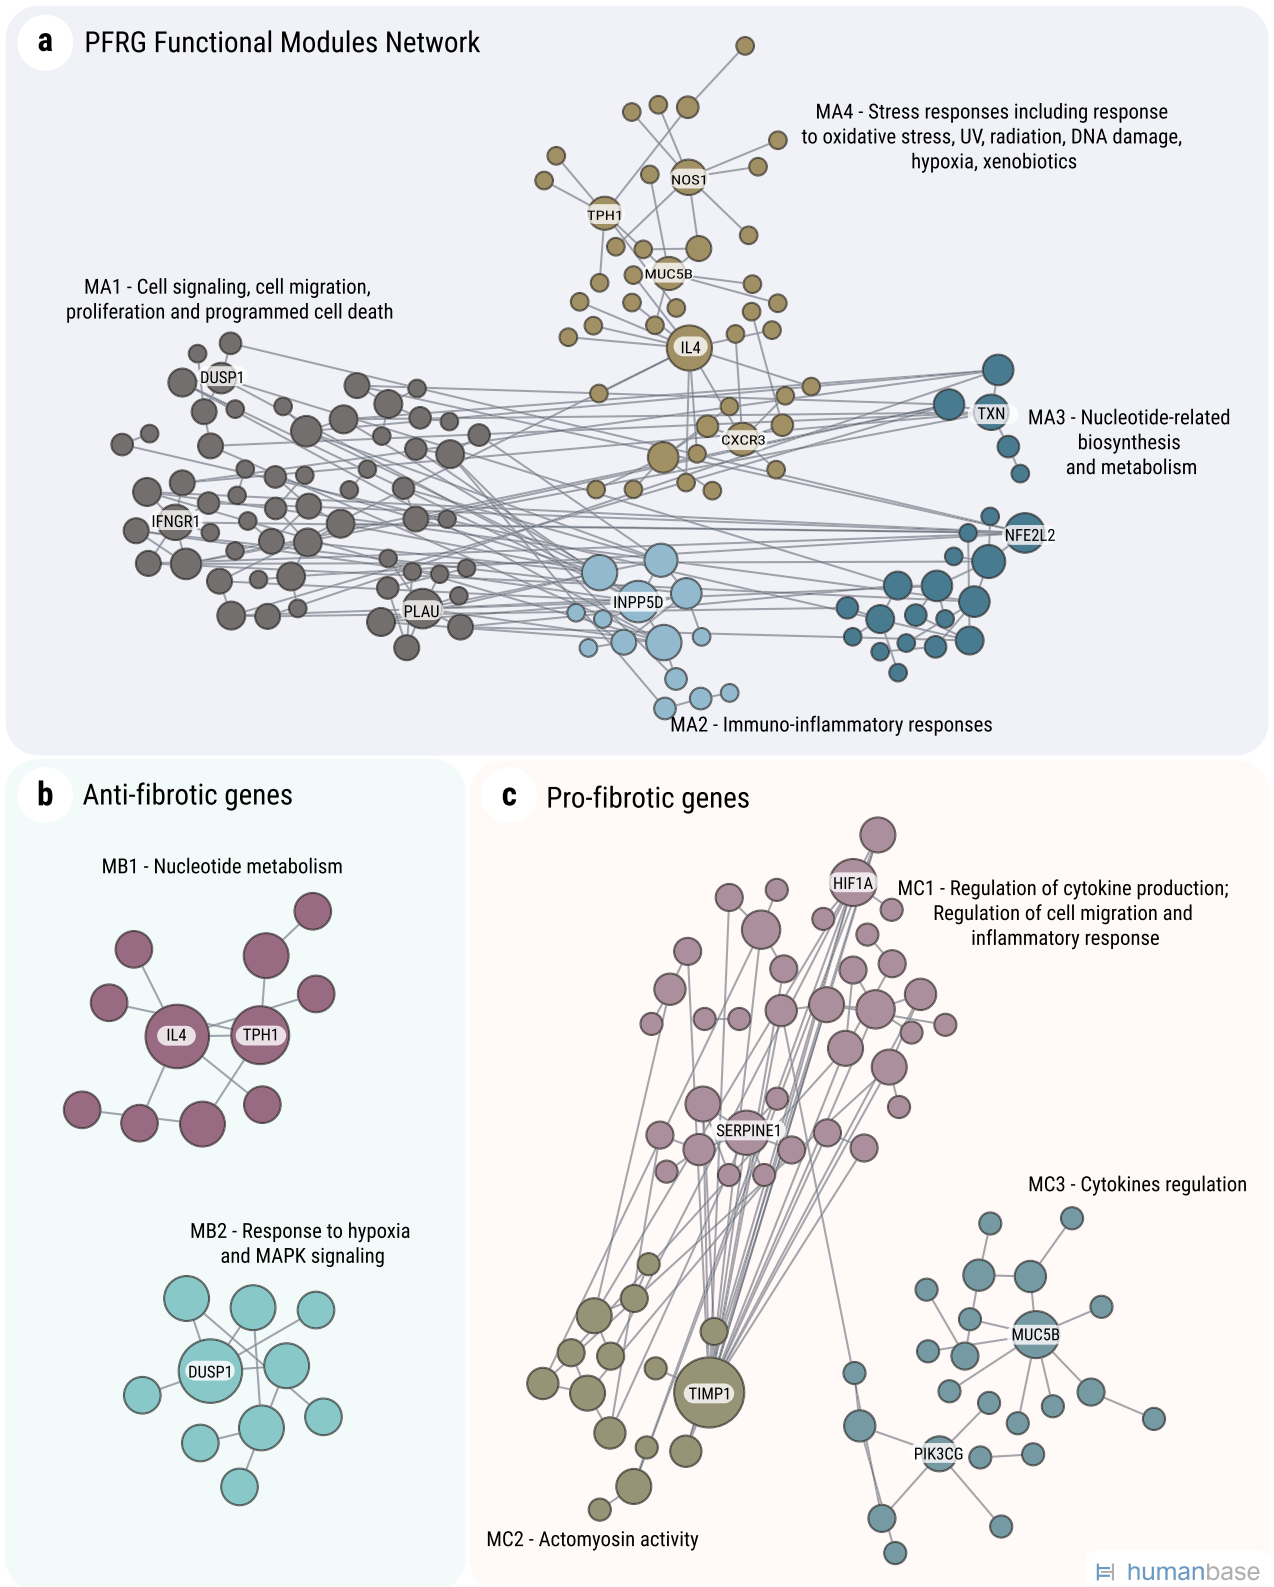 a PFRG Functional Modules Network
MA4 - Stress responses including response
to oxidative stress, UV, radiation, DNA damage,
hypoxia, xenobiotics
NOS1
TPH1
MUC5B
MA1 - Cell signaling, cell migration,
proliferation and programmed cell death
IL4
DUSP1
TXN
MA3 - Nucleotide-related
biosynthesis
and metabolism
CXCR3
IFNGR1
NFE2L2
INPP5D
PLAU
MA2 - Immuno-inflammatory responses
b Anti-fibrotic genes
MB1 - Nucleotide metabolism
IL4
TPH1
MB2 - Response to hypoxia
and MAPK signaling
DUSP1
c Pro-fibrotic genes
HIF1A
MC1 - Regulation of cytokine production;
Regulation of cell migration and
inflammatory response
SERPINE1
MC3 - Cytokines regulation
MUC5B
TIMP1
PIK3CG
MC2 - Actomyosin activity
humanbase